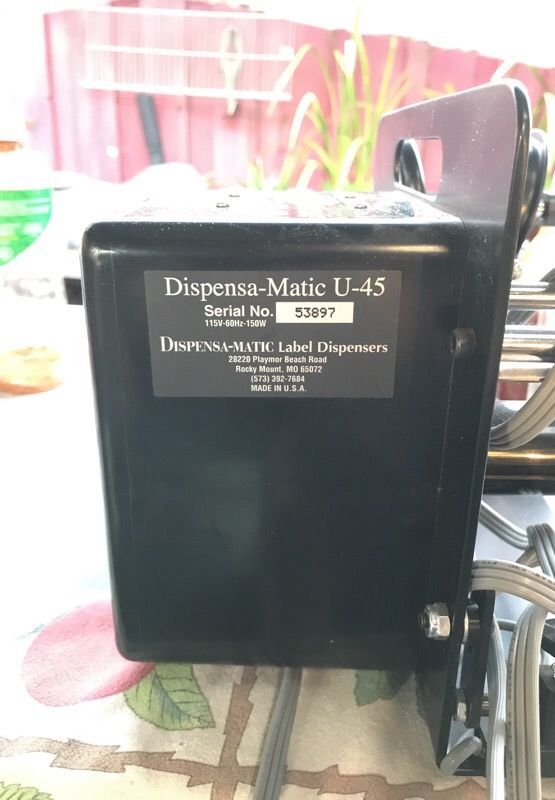 Dispensa-Matic U-45
Serial No. 53897
115V-60Hz-150W
DISPENSA-MATIC Label Dispensers
28220 Playmor Beach Road
Rocky Mount, MO 65072
(573) 392-7684
MADE IN U.S.A.